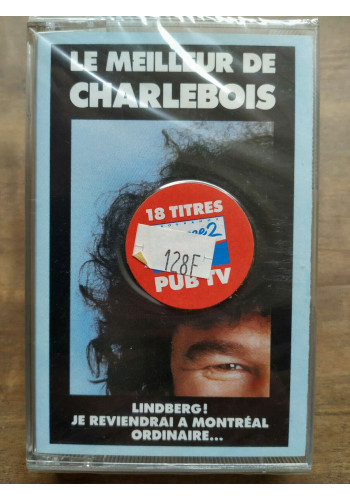 LE MEILLEUR DE
CHARLEBOIS
18 TITRES
128F
PUB TV
LINDBERG!
JE REVIENDRAI A MONTRÉAL
ORDINAIRE...